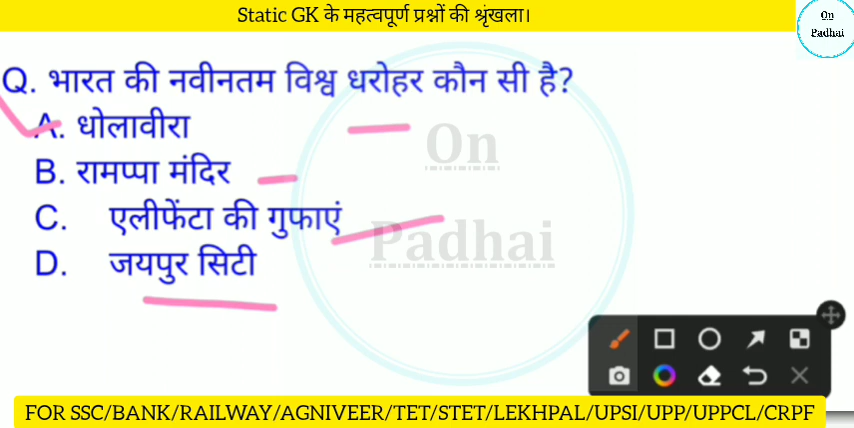 Static GK के महत्वपूर्ण प्रश्नों की श्रृंखला।
On
Padhai
Q. भारत की नवीनतम विश्व धरोहर कौन सी है?
A. धोलावीरा
B. रामप्पा मंदिर
C. एलीफेंटा की गुफाएं
D. जयपुर सिटी
On
Padhai
FOR SSC/BANK/RAILWAY/AGNIVEER/TET/STET/LEKHPAL/UPSI/UPP/UPPCL/CRPF